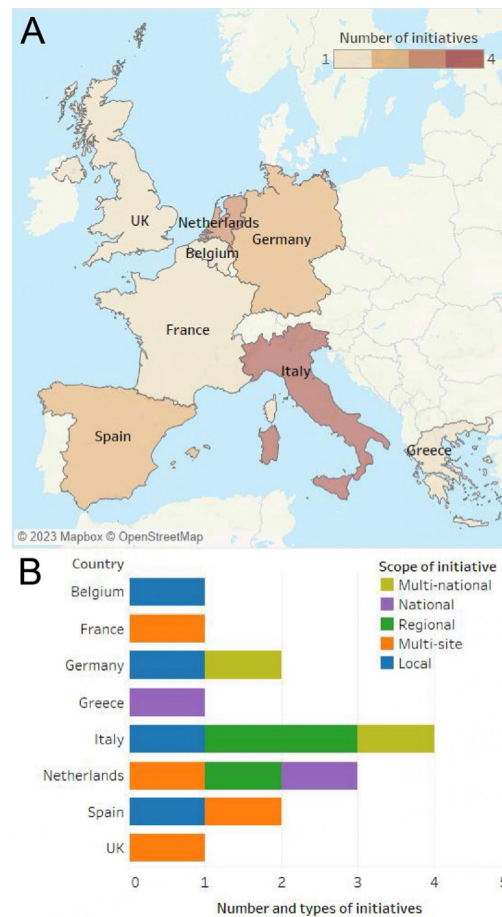 A
Number of initiatives
1 4
UK
Netherlands
Germany
Belgium
France
Italy
Spain
Greece
© 2023 Mapbox © OpenStreetMap
B
Country
Scope of initiative
Belgium
Multi-national
National
France
Regional
Multi-site
Germany
Local
Greece
Italy
Netherlands
Spain
UK
0 1 2 3 4 5
Number and types of initiatives